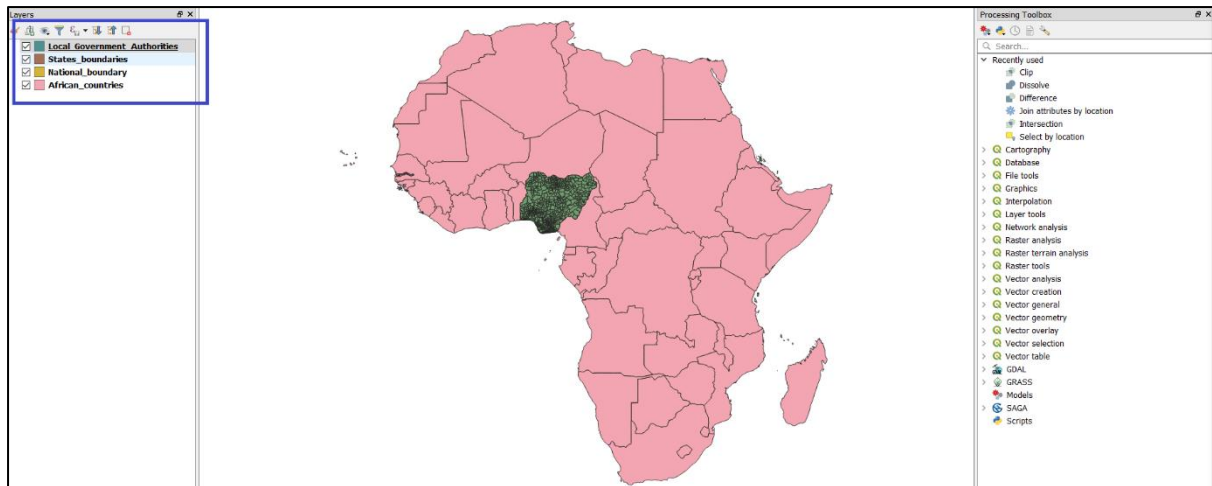 Layers
Local_Government_Authorities
States_boundaries
National_boundary
African_countries
Processing Toolbox
Search...
Recently used
Clip
Dissolve
Difference
Join attributes by location
Intersection
Select by location
Cartography
Database
File tools
Graphics
Interpolation
Layer tools
Network analysis
Raster analysis
Raster terrain analysis
Raster tools
Vector analysis
Vector creation
Vector general
Vector geometry
Vector overlay
Vector selection
Vector table
GDAL
GRASS
Models
SAGA
Scripts